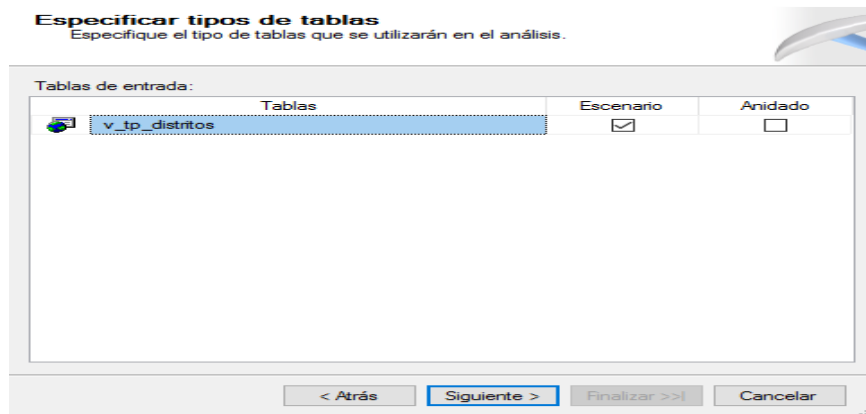 Especificar tipos de tablas
Especifique el tipo de tablas que se utilizarán en el análisis.
Tablas de entrada:
Tablas Escenario Anidado
v_tp_distritos
< Atrás Siguiente > Finalizar >>| Cancelar